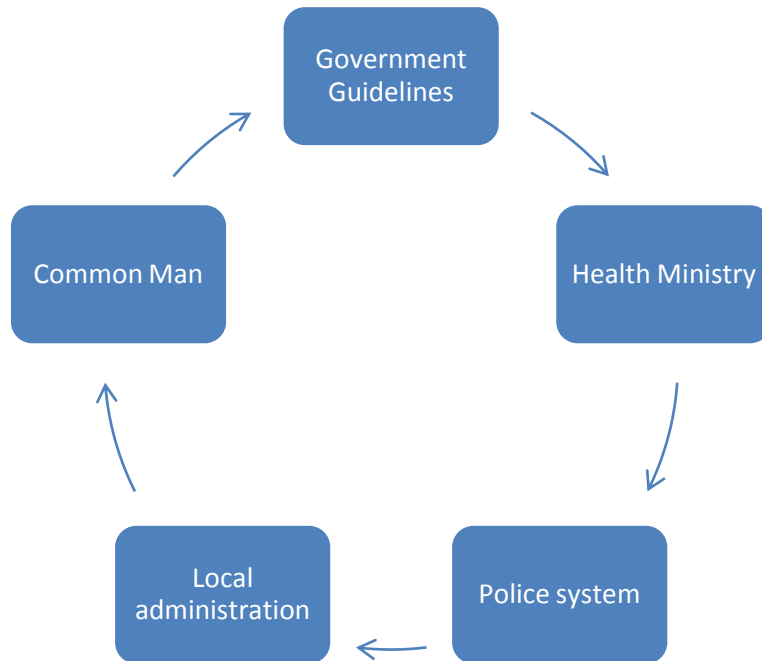 Government
Guidelines
Health Ministry
Police system
Local
administration
Common Man